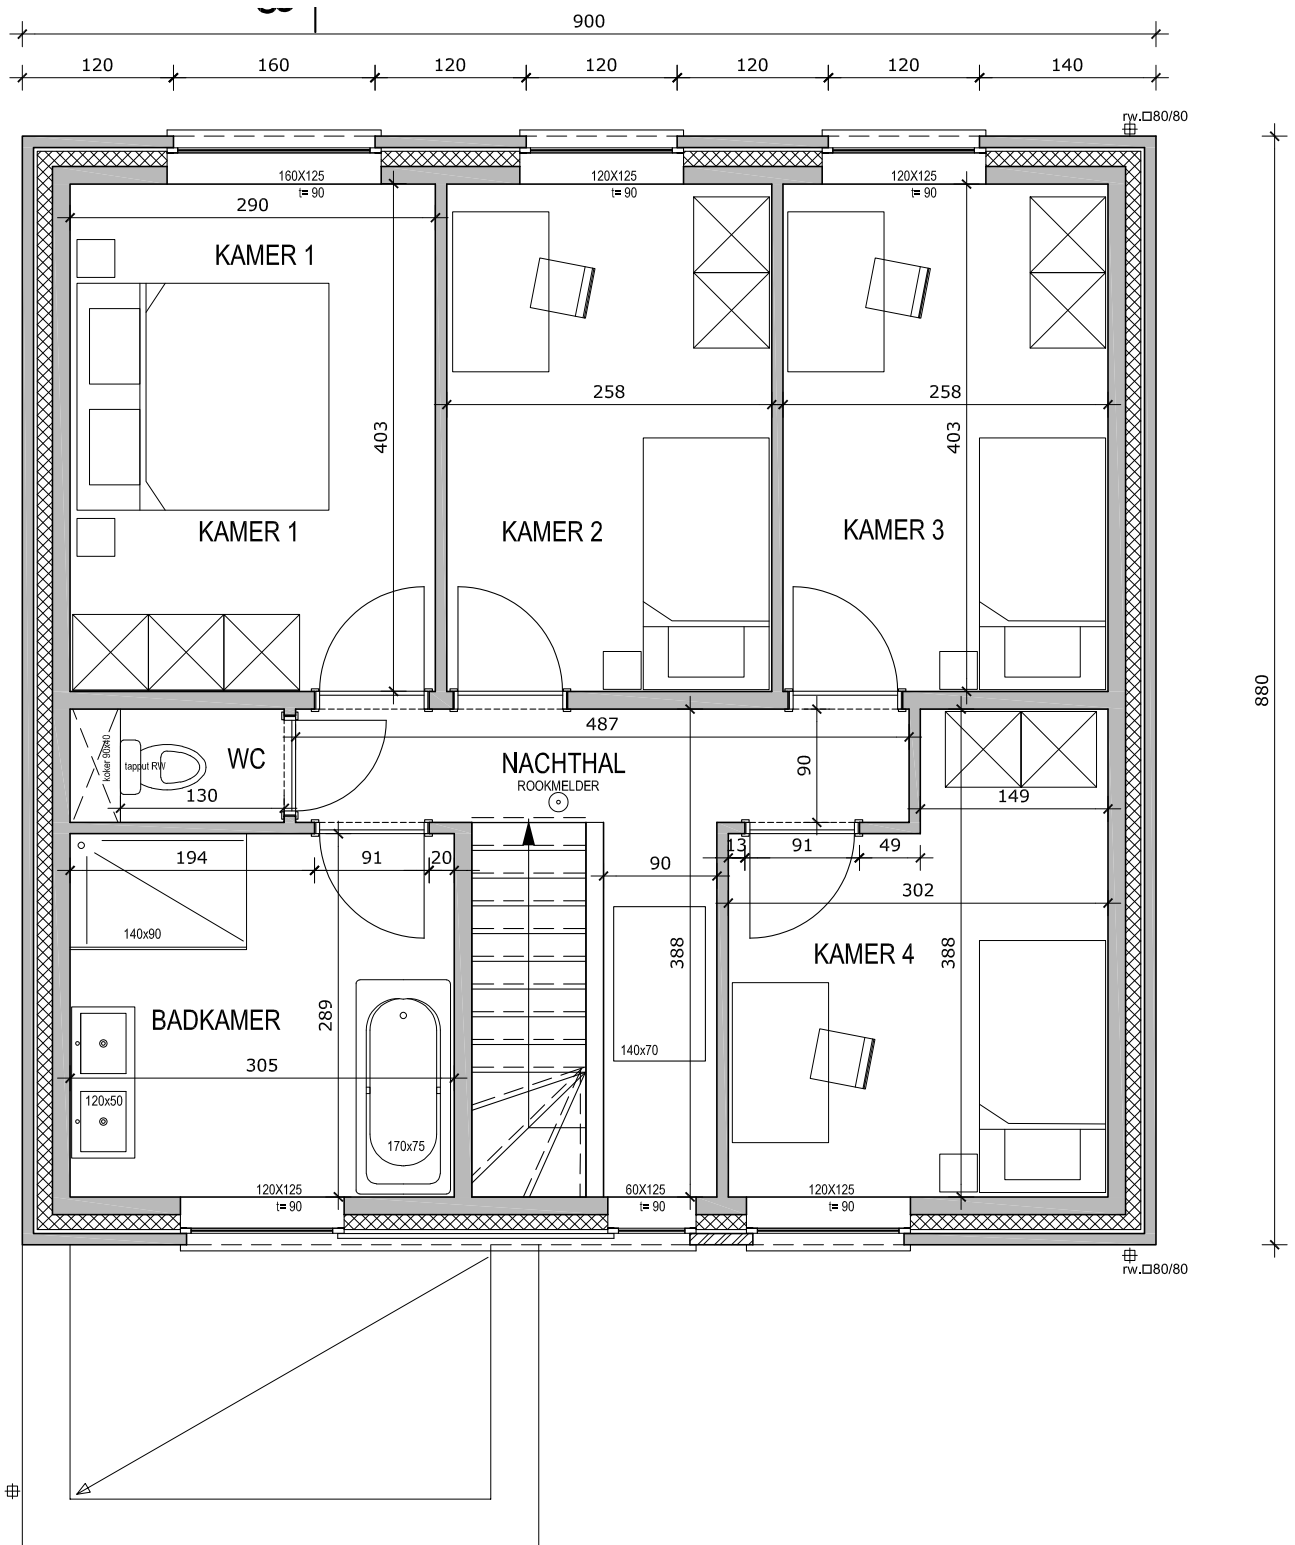 900
120 160 120 120 120 120 140
rw.□80/80
160X125
t= 90
120X125
t= 90
120X125
t= 90
290
KAMER 1
258
258
403
403
KAMER 1
KAMER 2
KAMER 3
880
487
WC
NACHTHAL
ROOKMELDER
koker 90x40
tapput RW
90
130
149
194
91
20
13
91
49
90
302
140x90
KAMER 4
388
388
BADKAMER
289
140x70
305
120x50
170x75
120X125
t= 90
60X125
t= 90
120X125
t= 90
rw.□80/80